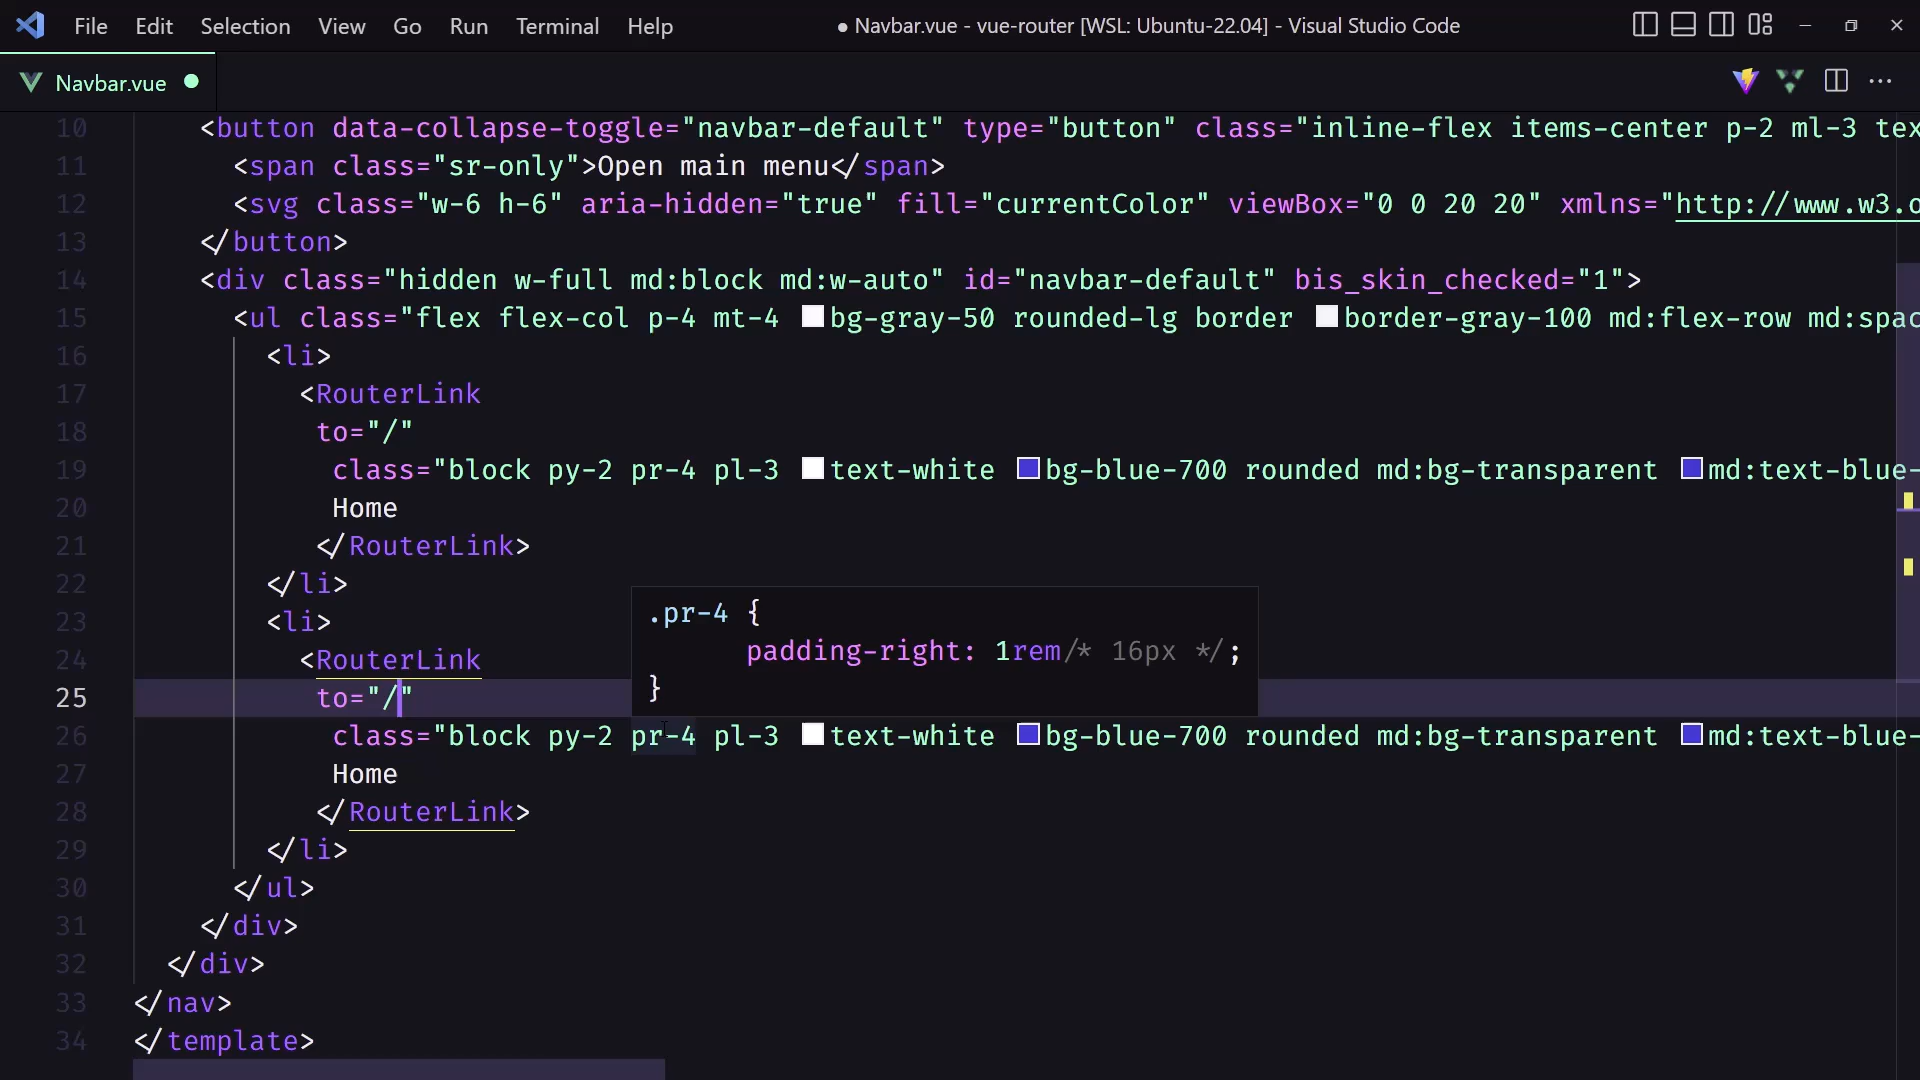 File Edit Selection View Go Run Terminal Help ● Navbar.vue - vue-router [WSL: Ubuntu-22.04] - Visual Studio Code
Navbar.vue
10 <button data-collapse-toggle="navbar-default" type="button" class="inline-flex items-center p-2 ml-3 tex
11 <span class="sr-only">Open main menu</span>
12 <svg class="w-6 h-6" aria-hidden="true" fill="currentColor" viewBox="0 0 20 20" xmlns="http://www.w3.o
13 </button>
14 <div class="hidden w-full md:block md:w-auto" id="navbar-default" bis_skin_checked="1">
15 <ul class="flex flex-col p-4 mt-4 bg-gray-50 rounded-lg border border-gray-100 md:flex-row md:spac
16 <li>
17 <RouterLink
18 to="/"
19 class="block py-2 pr-4 pl-3 text-white bg-blue-700 rounded md:bg-transparent md:text-blue-
20 Home
21 </RouterLink>
22 </li>
23 <li>
24 <RouterLink
25 to="/"
.pr-4 {
padding-right: 1rem/* 16px */;
}
26 class="block py-2 pr-4 pl-3 text-white bg-blue-700 rounded md:bg-transparent md:text-blue-
27 Home
28 </RouterLink>
29 </li>
30 </ul>
31 </div>
32 </div>
33 </nav>
34 </template>